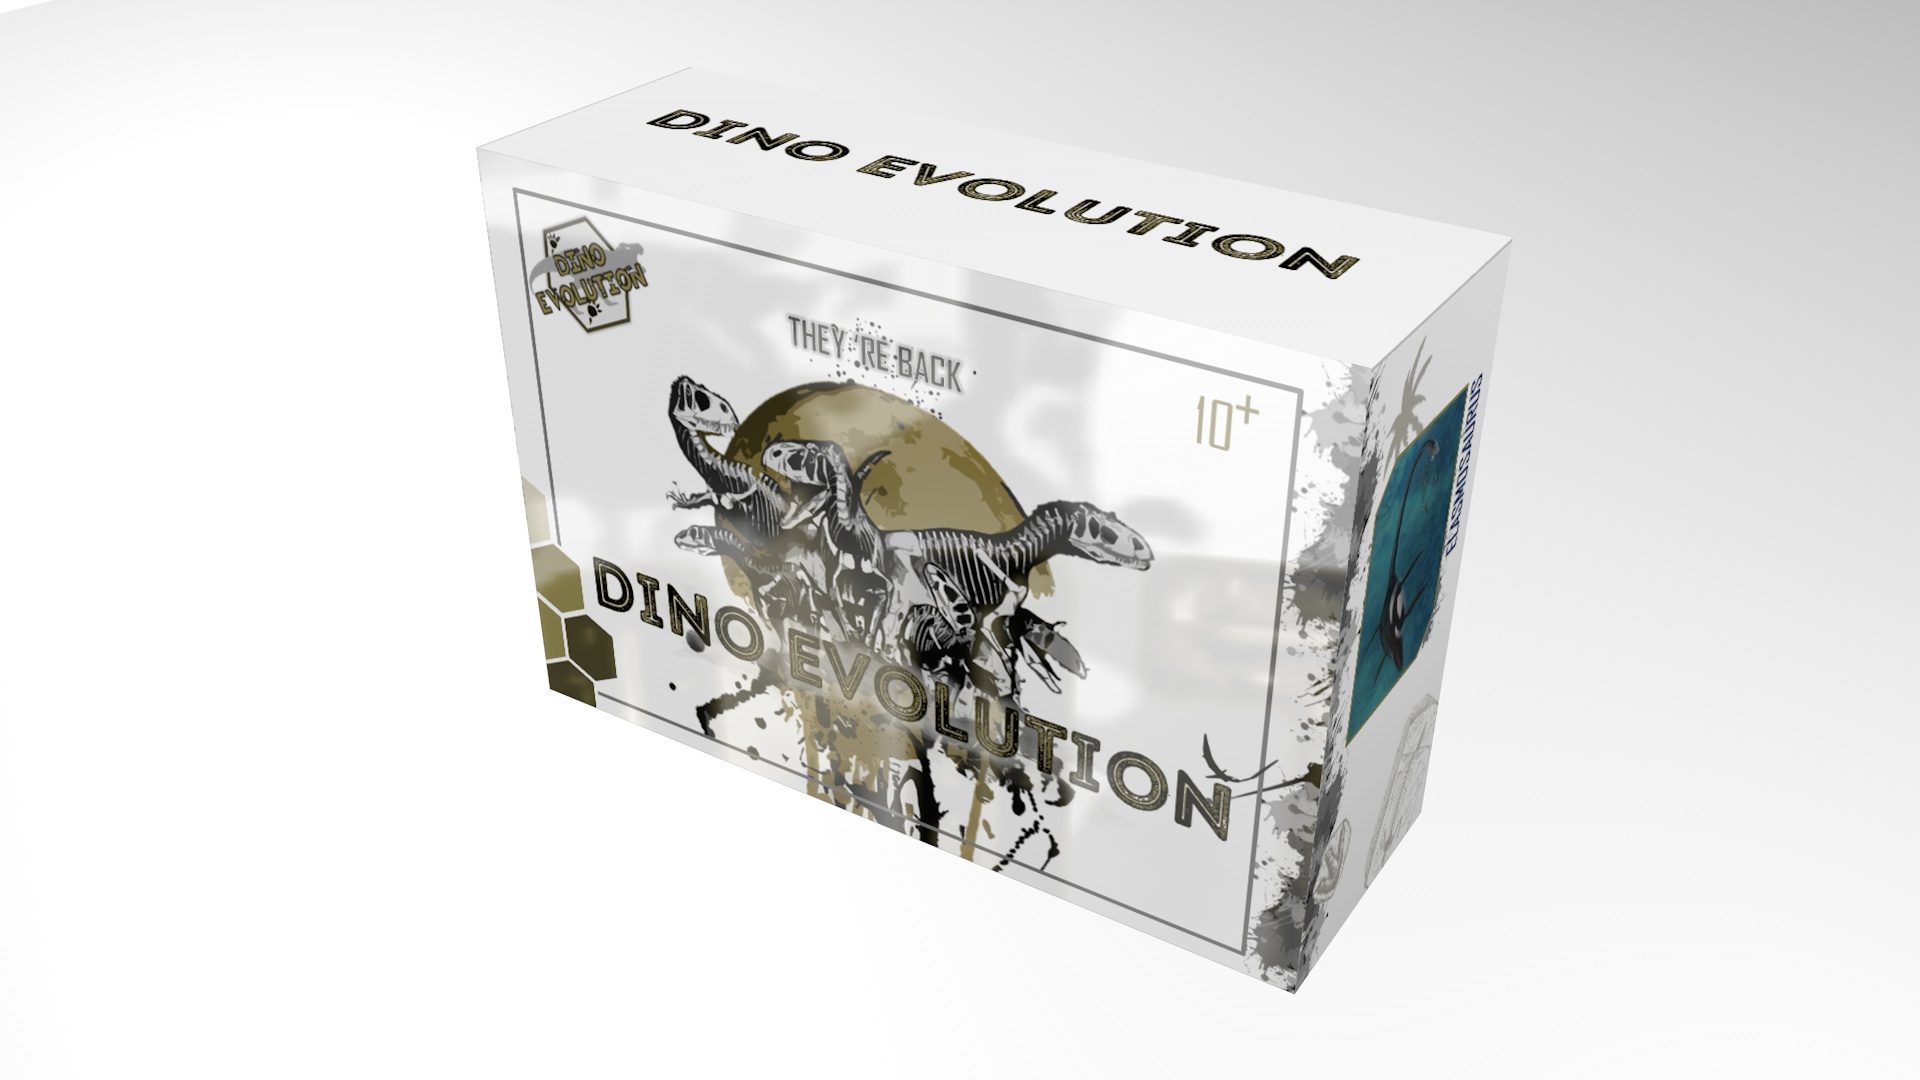 DINO EVOLUTION
DINO
EVOLUTION
THEY 'RE BACK
10+
DINO EVOLUTION
ELASMOSAURUS